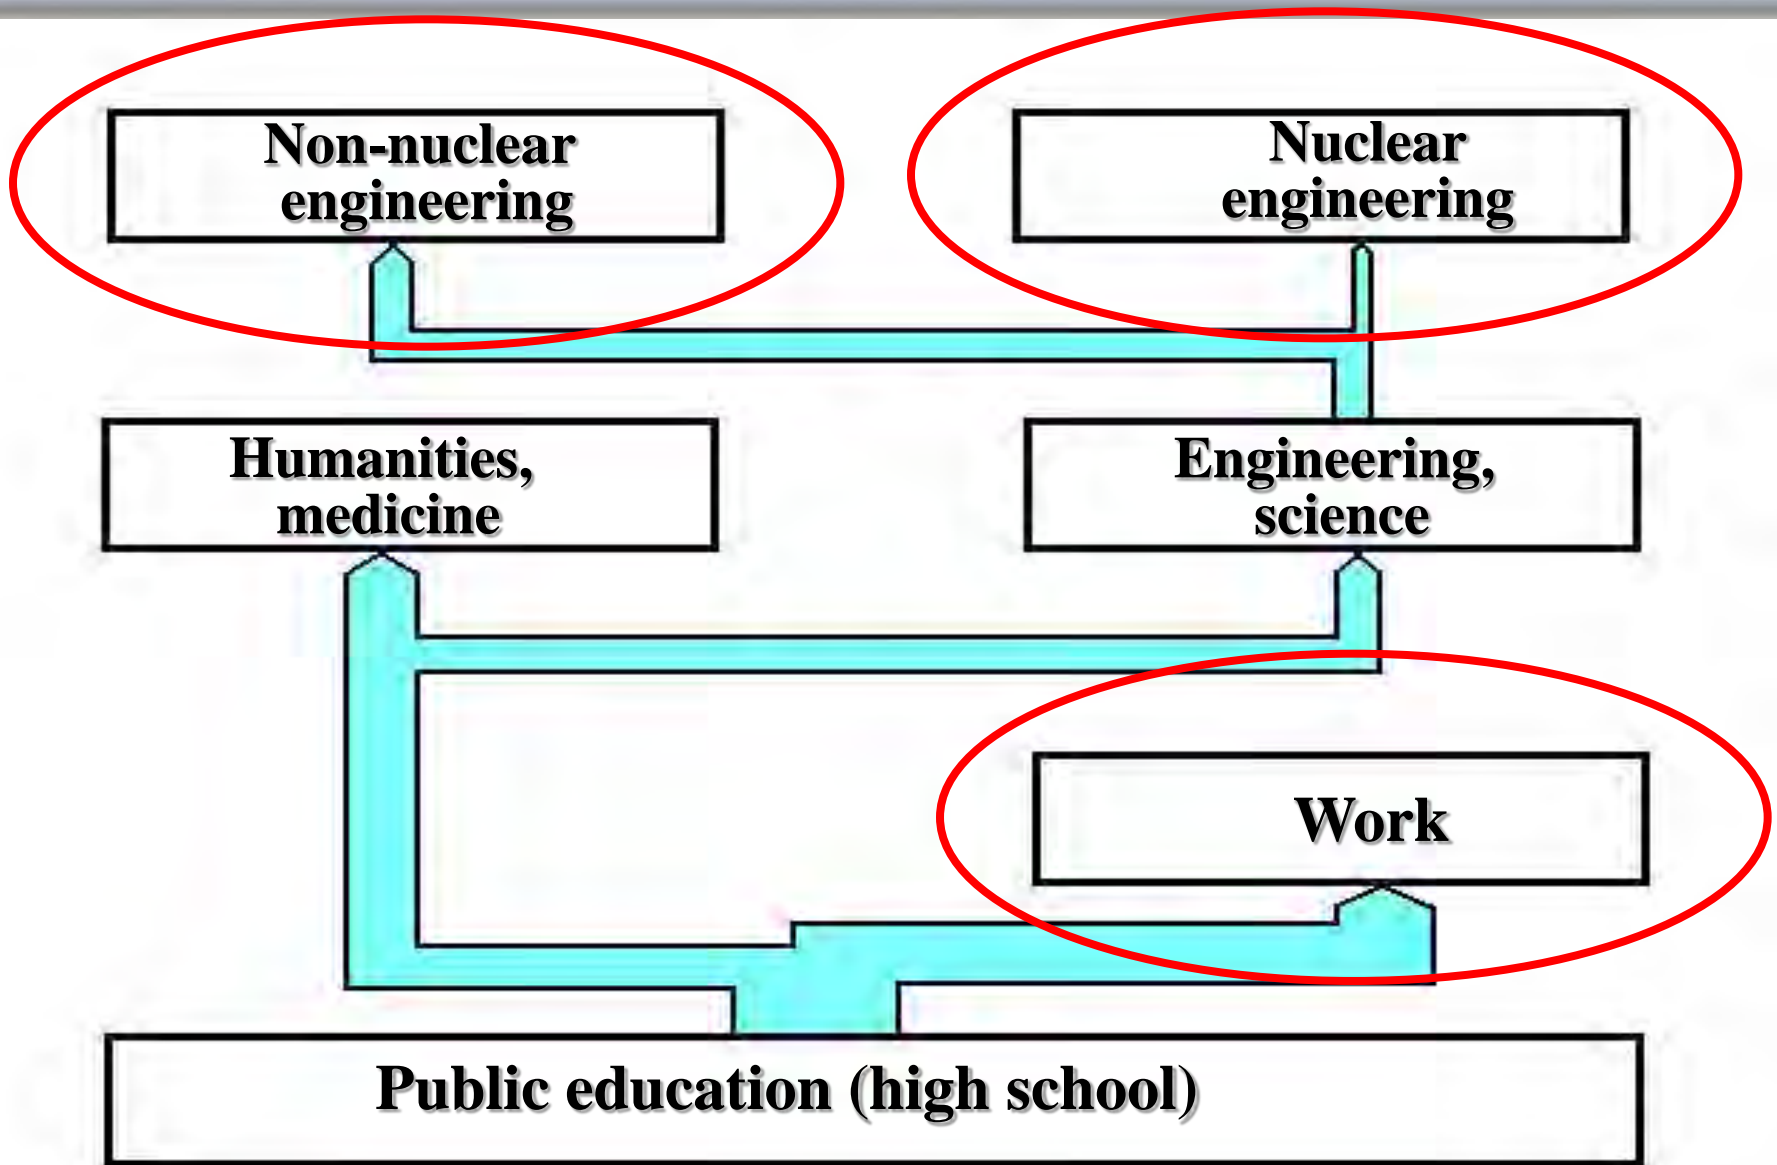 Non-nuclear
engineering
Nuclear
engineering
Humanities,
medicine
Engineering,
science
Work
Public education (high school)